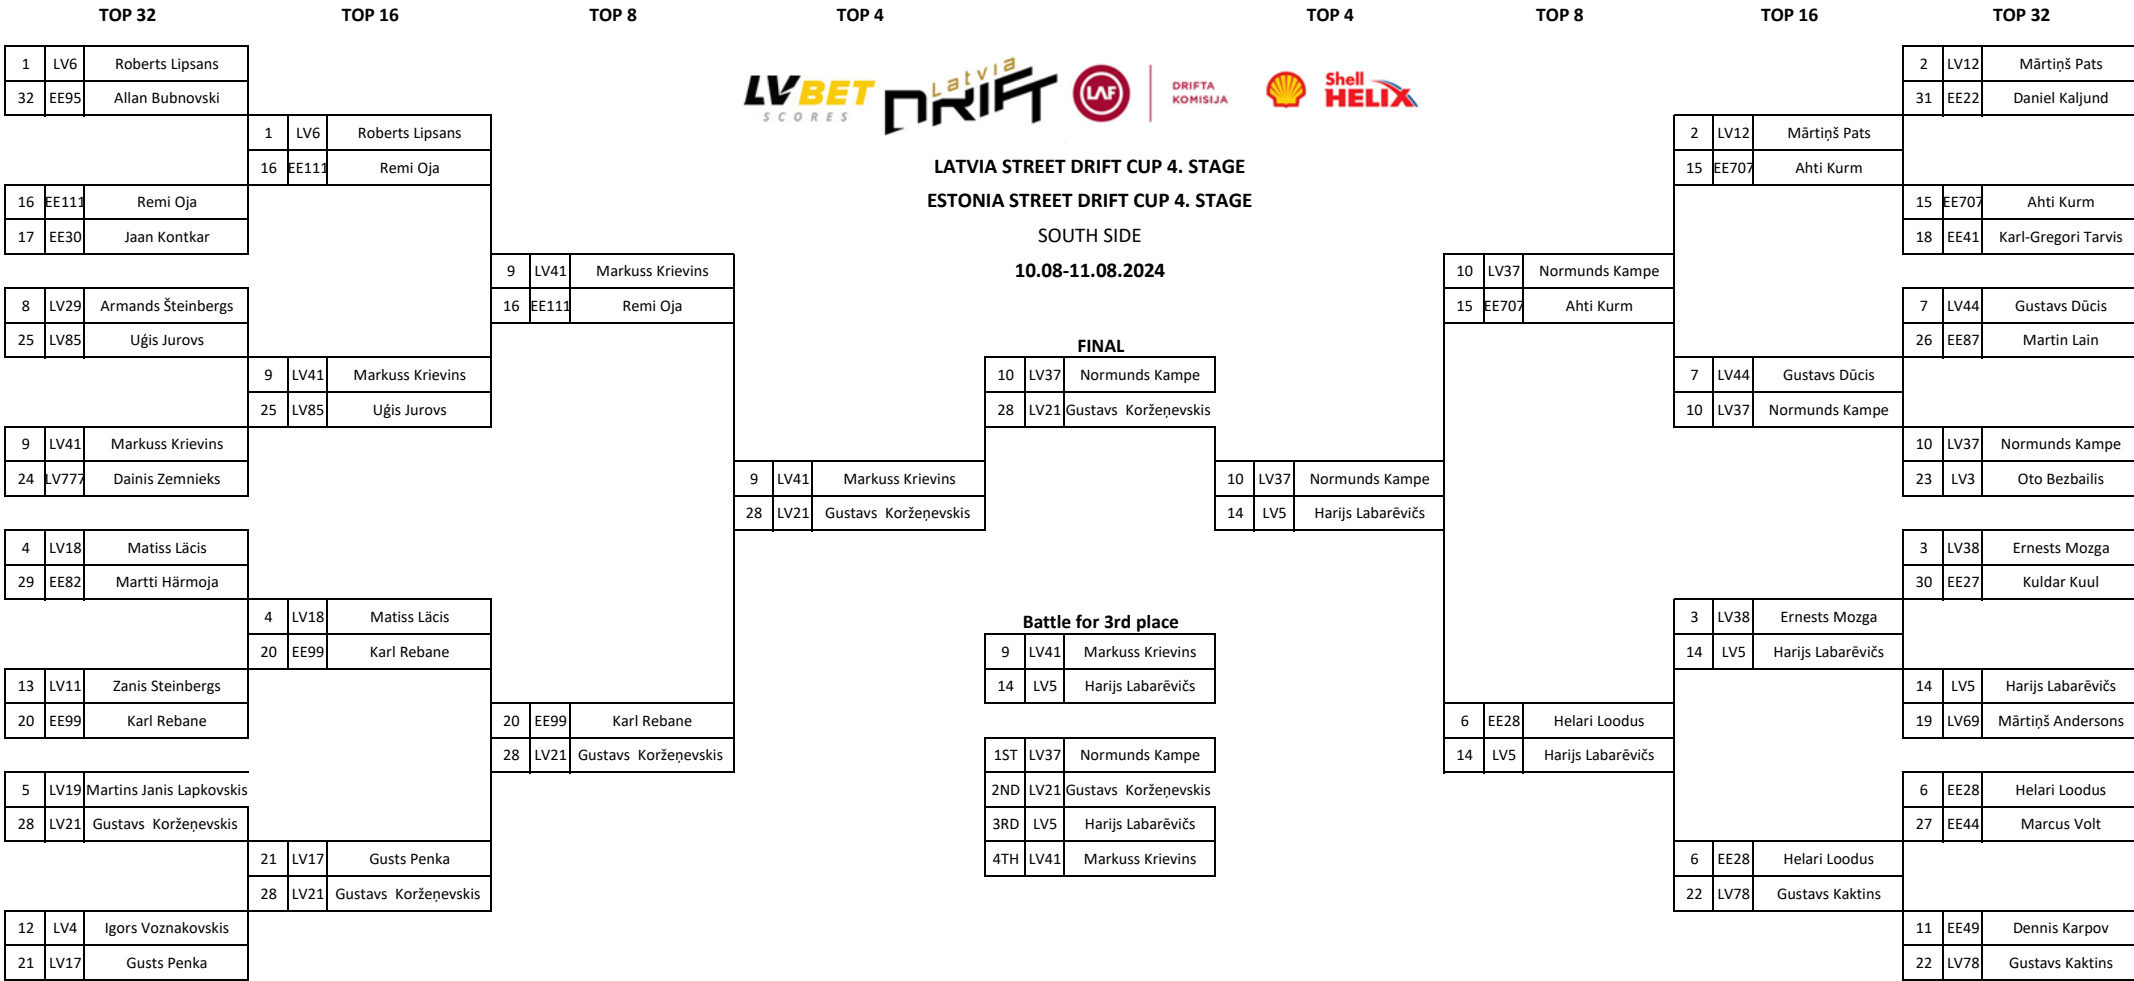 TOP 32 TOP 16 TOP 8 TOP 4 TOP 4 TOP 8 TOP 16 TOP 32
1 LV6 Roberts Lipsans
32 EE95 Allan Bubnovski
16 EE111 Remi Oja
17 EE30 Jaan Kontkar
8 LV29 Armands Šteinbergs
25 LV85 Uģis Jurovs
9 LV41 Markuss Krievins
24 LV777 Dainis Zemnieks
4 LV18 Matiss Läcis
29 EE82 Martti Härmoja
13 LV11 Zanis Steinbergs
20 EE99 Karl Rebane
5 LV19 Martins Janis Lapkovskis
28 LV21 Gustavs Koržeņevskis
12 LV4 Igors Voznakovskis
21 LV17 Gusts Penka
1 LV6 Roberts Lipsans
16 EE111 Remi Oja
9 LV41 Markuss Krievins
25 LV85 Uģis Jurovs
4 LV18 Matiss Läcis
20 EE99 Karl Rebane
21 LV17 Gusts Penka
28 LV21 Gustavs Koržeņevskis
9 LV41 Markuss Krievins
16 EE111 Remi Oja
20 EE99 Karl Rebane
28 LV21 Gustavs Koržeņevskis
9 LV41 Markuss Krievins
28 LV21 Gustavs Koržeņevskis
LVBET
SCORES
Latvia
DRIFT
LAF
DRIFTA
KOMISIJA
Shell
HELIX
LATVIA STREET DRIFT CUP 4. STAGE
ESTONIA STREET DRIFT CUP 4. STAGE
SOUTH SIDE
10.08-11.08.2024
FINAL
10 LV37 Normunds Kampe
28 LV21 Gustavs Koržeņevskis
Battle for 3rd place
9 LV41 Markuss Krievins
14 LV5 Harijs Labarēvičs
1ST LV37 Normunds Kampe
2ND LV21 Gustavs Koržeņevskis
3RD LV5 Harijs Labarēvičs
4TH LV41 Markuss Krievins
10 LV37 Normunds Kampe
14 LV5 Harijs Labarēvičs
10 LV37 Normunds Kampe
15 EE707 Ahti Kurm
6 EE28 Helari Loodus
14 LV5 Harijs Labarēvičs
2 LV12 Mārtiņš Pats
15 EE707 Ahti Kurm
7 LV44 Gustavs Dūcis
10 LV37 Normunds Kampe
3 LV38 Ernests Mozga
14 LV5 Harijs Labarēvičs
6 EE28 Helari Loodus
22 LV78 Gustavs Kaktins
2 LV12 Mārtiņš Pats
31 EE22 Daniel Kaljund
15 EE707 Ahti Kurm
18 EE41 Karl-Gregori Tarvis
7 LV44 Gustavs Dūcis
26 EE87 Martin Lain
10 LV37 Normunds Kampe
23 LV3 Oto Bezbailis
3 LV38 Ernests Mozga
30 EE27 Kuldar Kuul
14 LV5 Harijs Labarēvičs
19 LV69 Mārtiņš Andersons
6 EE28 Helari Loodus
27 EE44 Marcus Volt
11 EE49 Dennis Karpov
22 LV78 Gustavs Kaktins